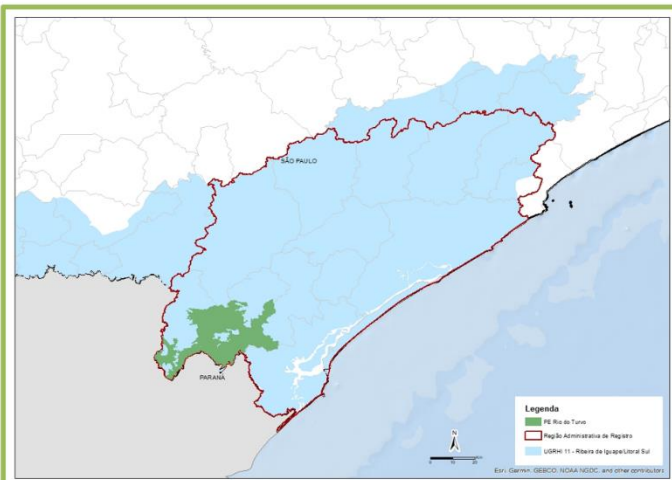 SÃO PAULO
PARANÁ
Legenda
PE Rio do Turvo
Região Administrativa de Registro
UGRHI 11 - Ribeira de Iguape/Litoral Sul
N
Esri, Garmin, GEBCO, NOAA NGDC, and other contributors